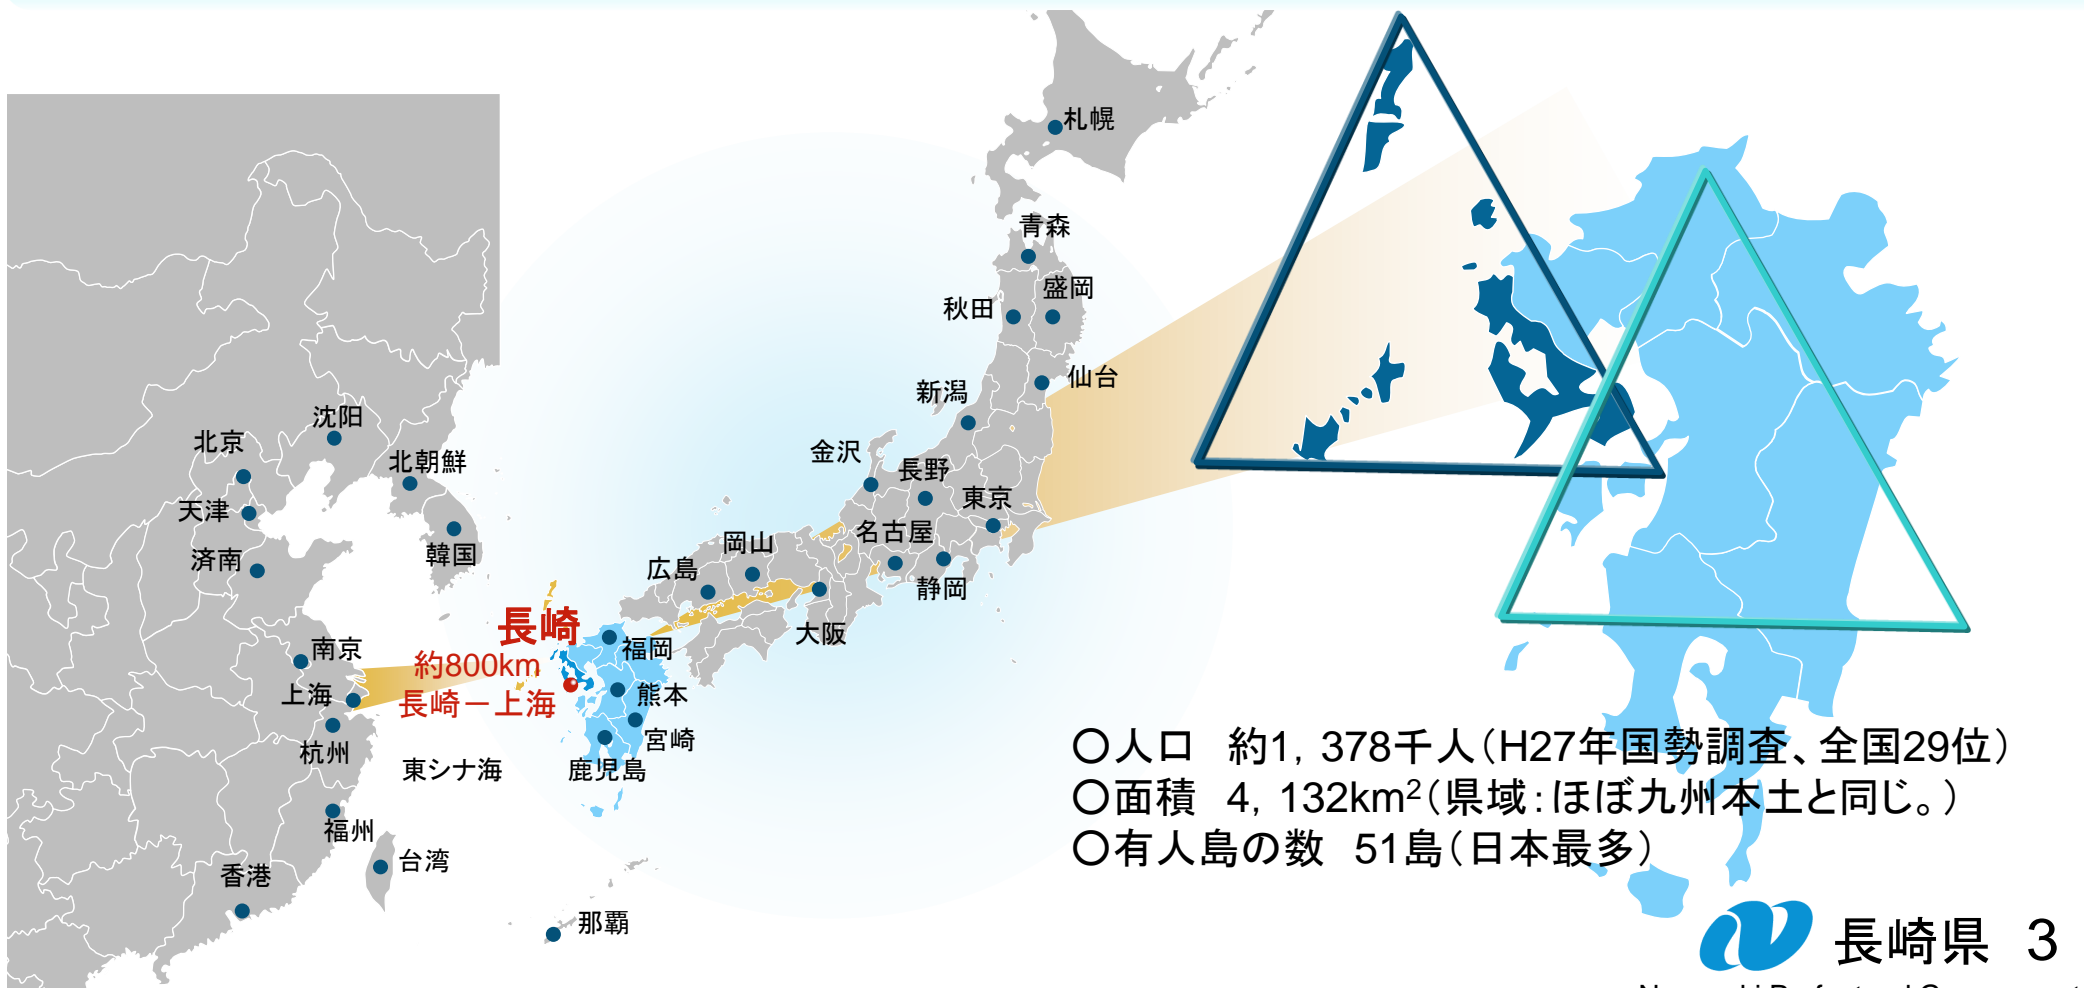 札幌
青森
盛岡
秋田
仙台
新潟
沈阳
北京
金沢
北朝鮮
長野
東京
天津
名古屋
岡山
済南
韓国
広島
静岡
長崎
大阪
南京
福岡
約800km
上海
長崎－上海
熊本
杭州
宮崎
東シナ海
鹿児島
福州
台湾
香港
那覇
○人口　約1，378千人（H27年国勢調査、全国29位）
○面積　4，132km²（県域：ほぼ九州本土と同じ。）
○有人島の数　51島（日本最多）
長崎県　3